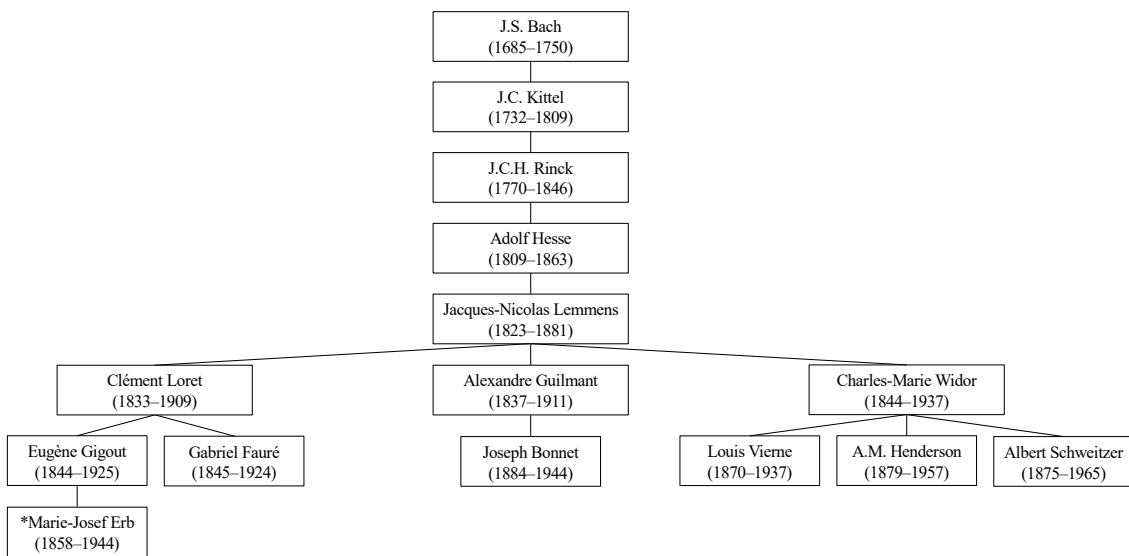 J.S. Bach
(1685–1750)
J.C. Kittel
(1732–1809)
J.C.H. Rinck
(1770–1846)
Adolf Hesse
(1809–1863)
Jacques-Nicolas Lemmens
(1823–1881)
Clément Loret
(1833–1909)
Alexandre Guilmant
(1837–1911)
Charles-Marie Widor
(1844–1937)
Eugène Gigout
(1844–1925)
Gabriel Fauré
(1845–1924)
Joseph Bonnet
(1884–1944)
Louis Vierne
(1870–1937)
A.M. Henderson
(1879–1957)
Albert Schweitzer
(1875–1965)
*Marie-Josef Erb
(1858–1944)